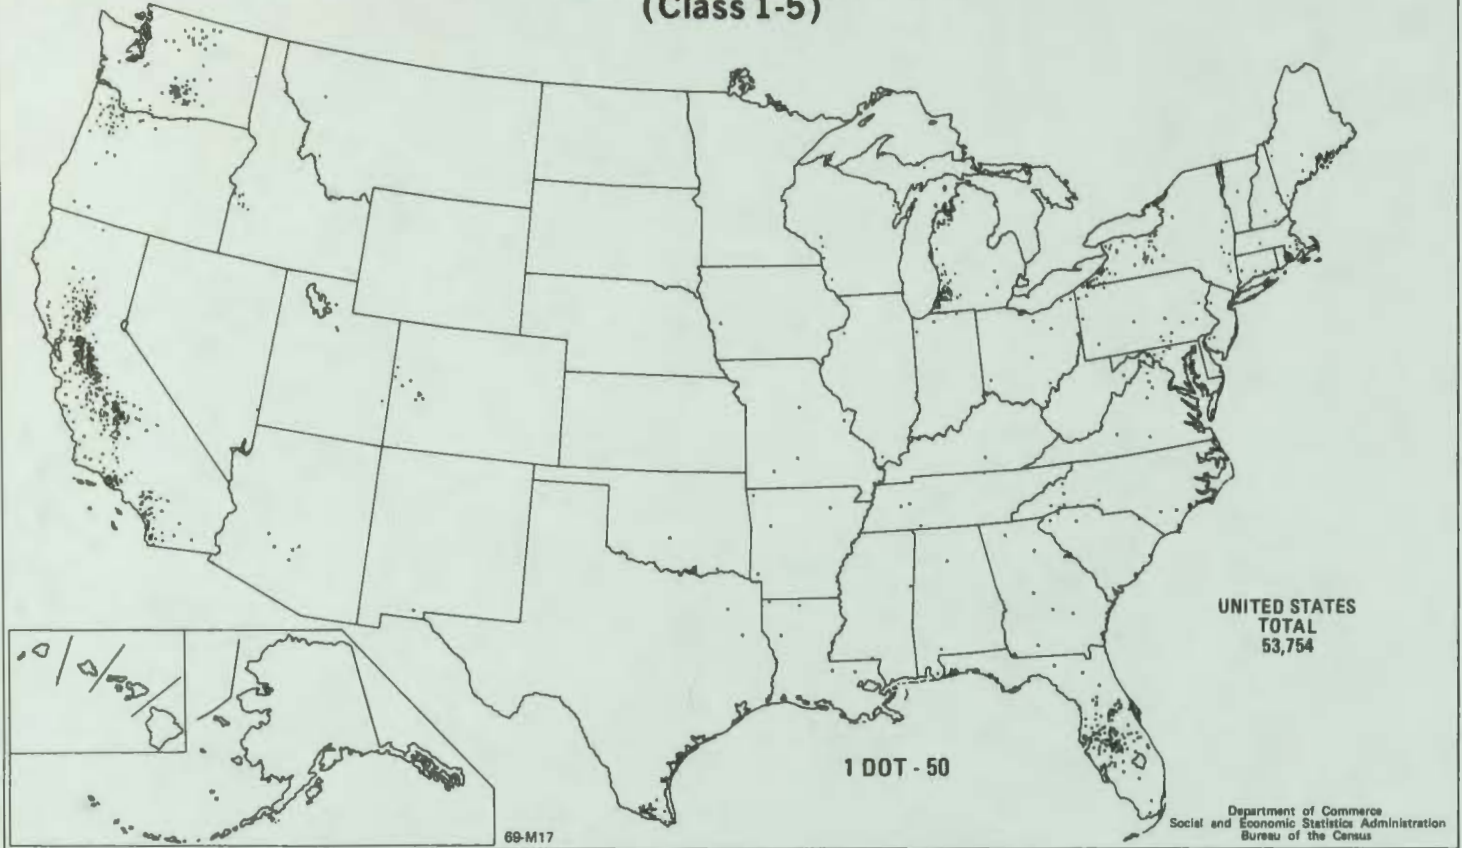 (Class 1-5)
UNITED STATES
TOTAL
53,754
1 DOT - 50
69-M17
Department of Commerce
Social and Economic Statistics Administration
Bureau of the Census